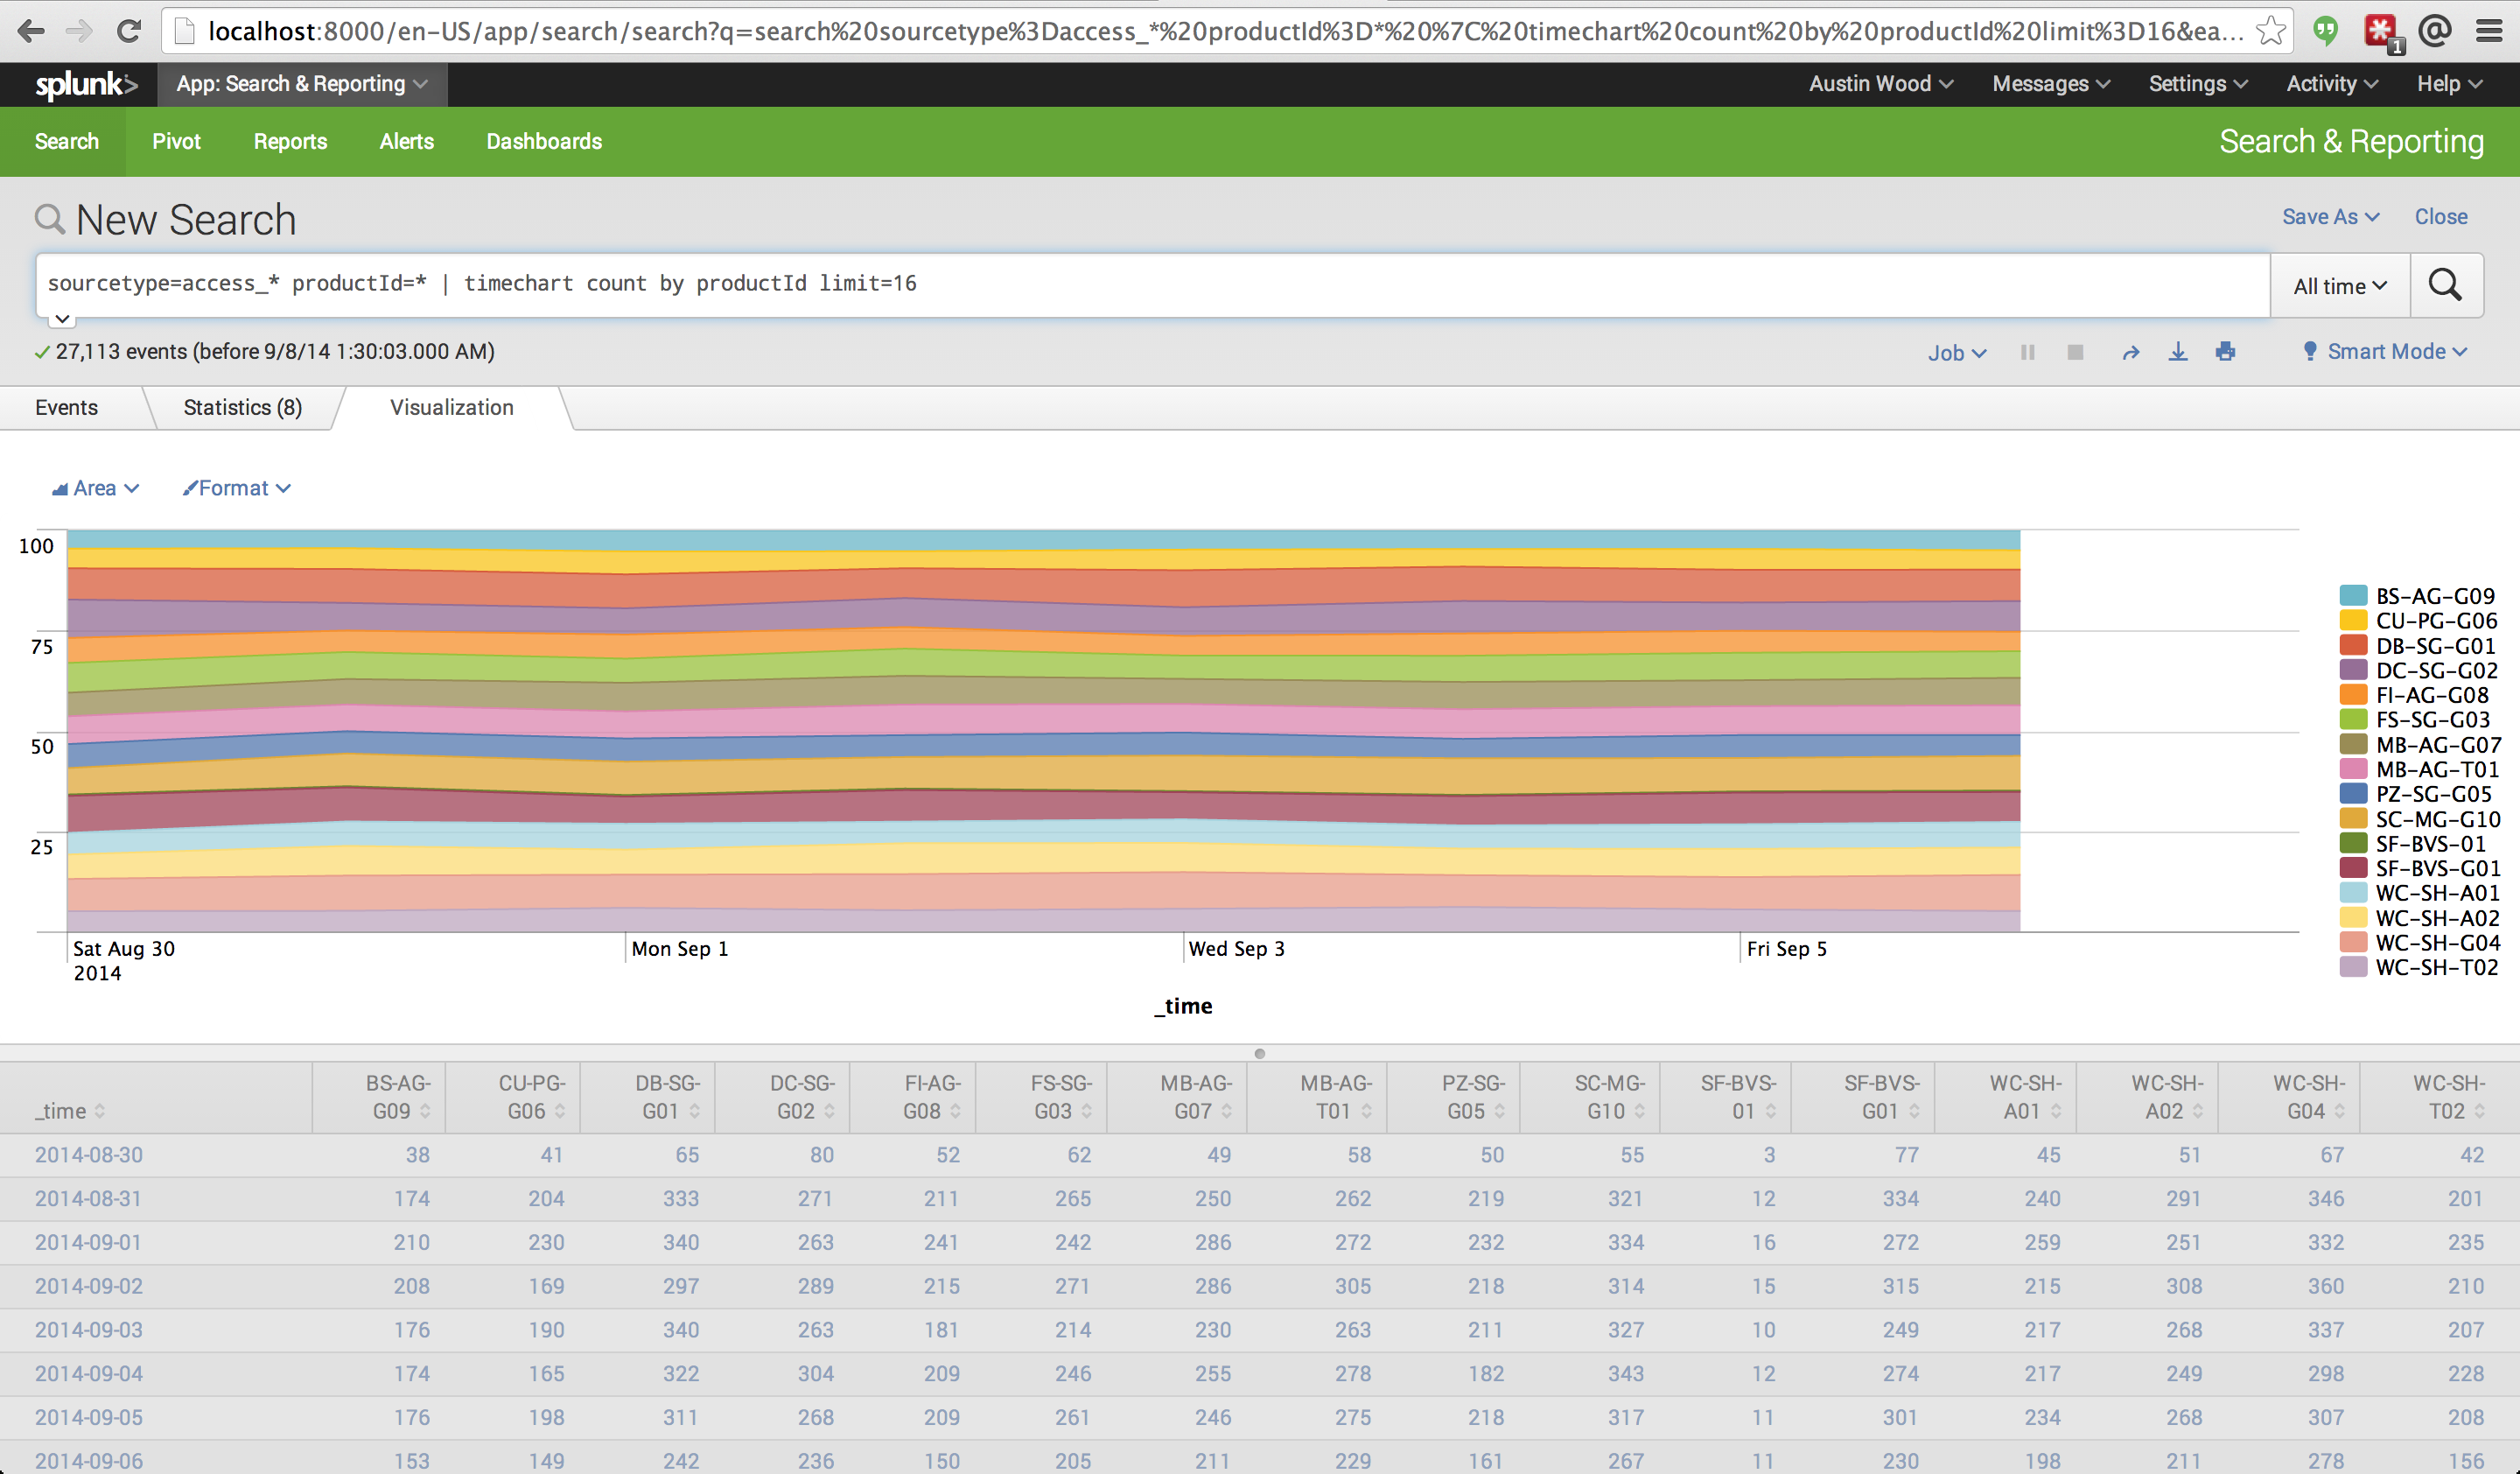 localhost:8000/en-US/app/search/search?q=search%20sourcetype%3Daccess_*%20productId%3D*%20%7C%20timechart%20count%20by%20productId%20limit%3D16&ea...
1
splunk> App: Search & Reporting Austin Wood Messages Settings Activity Help
Search Pivot Reports Alerts Dashboards Search & Reporting
New Search Save As Close
sourcetype=access_* productId=* | timechart count by productId limit=16 All time
27,113 events (before 9/8/14 1:30:03.000 AM) Job Smart Mode
Events Statistics (8) Visualization
Area Format
100
75
50
25
Sat Aug 30 Mon Sep 1 Wed Sep 3 Fri Sep 5
2014
_time
BS-AG-G09
CU-PG-G06
DB-SG-G01
DC-SG-G02
FI-AG-G08
FS-SG-G03
MB-AG-G07
MB-AG-T01
PZ-SG-G05
SC-MG-G10
SF-BVS-01
SF-BVS-G01
WC-SH-A01
WC-SH-A02
WC-SH-G04
WC-SH-T02
BS-AG- CU-PG- DB-SG- DC-SG- FI-AG- FS-SG- MB-AG- MB-AG- PZ-SG- SC-MG- SF-BVS- SF-BVS- WC-SH- WC-SH- WC-SH- WC-SH-
_time G09 G06 G01 G02 G08 G03 G07 T01 G05 G10 01 G01 A01 A02 G04 T02
2014-08-30 38 41 65 80 52 62 49 58 50 55 3 77 45 51 67 42
2014-08-31 174 204 333 271 211 265 250 262 219 321 12 334 240 291 346 201
2014-09-01 210 230 340 263 241 242 286 272 232 334 16 272 259 251 332 235
2014-09-02 208 169 297 289 215 271 286 305 218 314 15 315 215 308 360 210
2014-09-03 176 190 340 263 181 214 230 263 211 327 10 249 217 268 337 207
2014-09-04 174 165 322 304 209 246 255 278 182 343 12 274 217 249 298 228
2014-09-05 176 198 311 268 209 261 246 275 218 317 11 301 234 268 307 208
2014-09-06 153 149 242 236 150 205 211 229 161 267 11 230 198 211 278 156